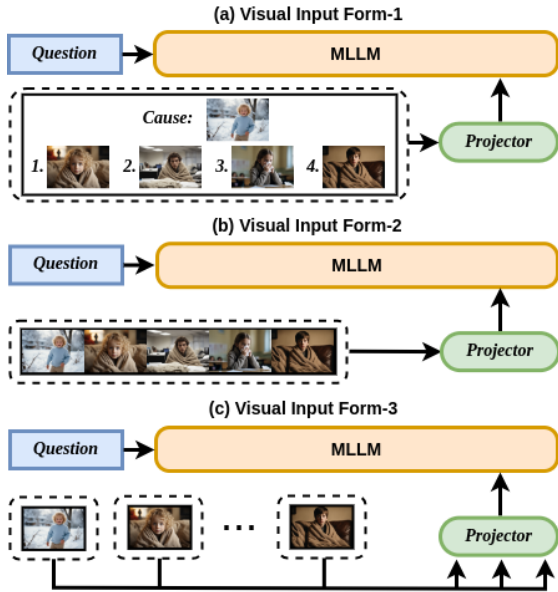 (a) Visual Input Form-1
Question
MLLM
Cause:
1. 2. 3. 4.
Projector
(b) Visual Input Form-2
Question
MLLM
Projector
(c) Visual Input Form-3
Question
MLLM
...
Projector